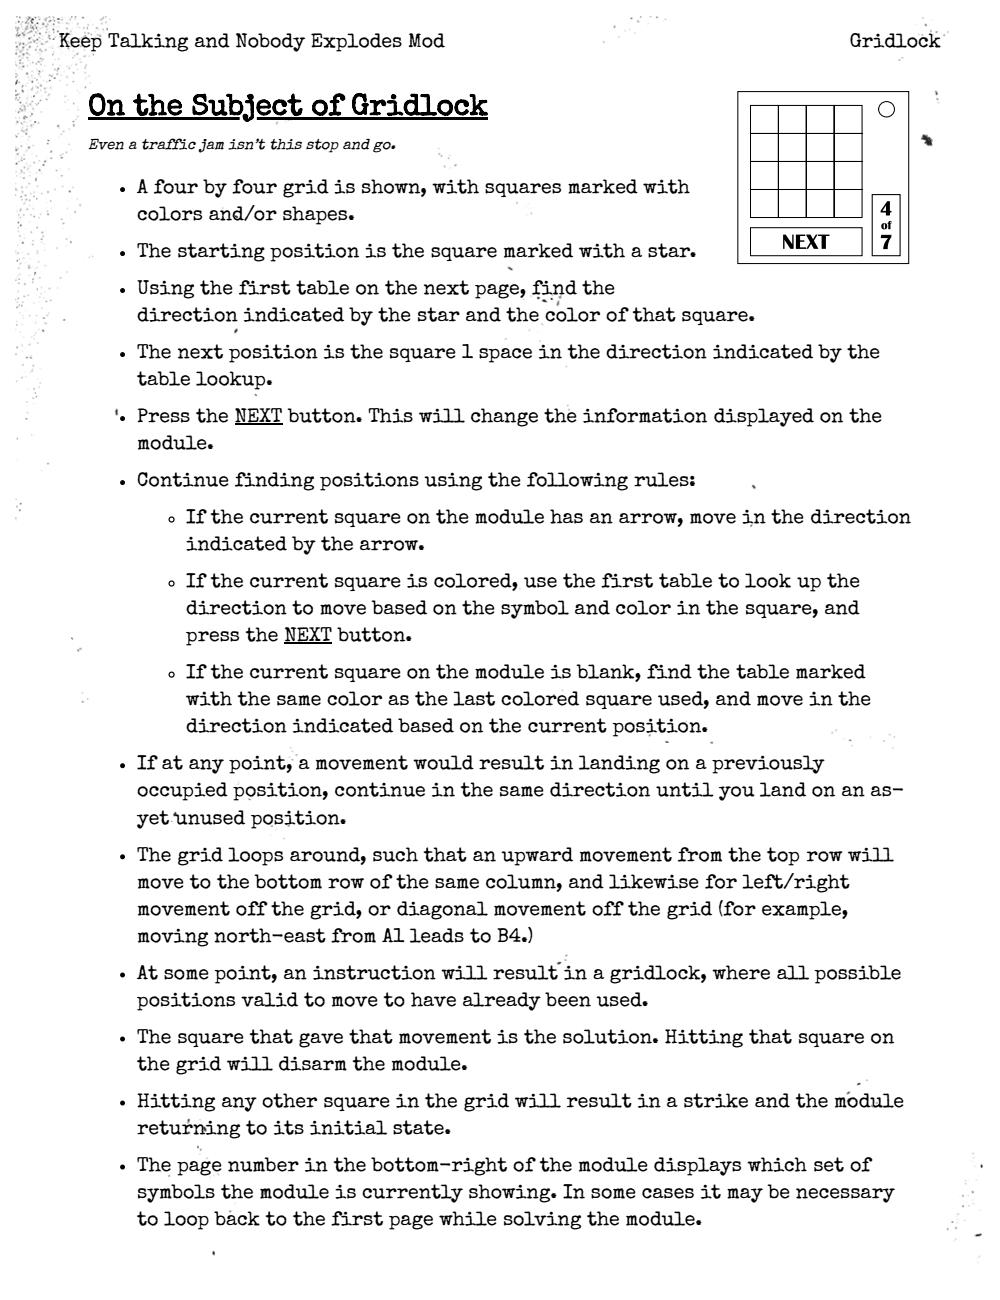 Keep Talking and Nobody Explodes Mod
Gridlock
On the Subject of Gridlock
Even a traffic jam isn't this stop and go.
• A four by four grid is shown, with squares marked with
colors and/or shapes.
• The starting position is the square marked with a star.
4
of
7
NEXT
• Using the first table on the next page, find the
direction indicated by the star and the color of that square.
• The next position is the square 1 space in the direction indicated by the
table lookup.
• Press the NEXT button. This will change the information displayed on the
module.
• Continue finding positions using the following rules:
◦ If the current square on the module has an arrow, move in the direction
indicated by the arrow.
◦ If the current square is colored, use the first table to look up the
direction to move based on the symbol and color in the square, and
press the NEXT button.
◦ If the current square on the module is blank, find the table marked
with the same color as the last colored square used, and move in the
direction indicated based on the current position.
• If at any point, a movement would result in landing on a previously
occupied position, continue in the same direction until you land on an as-
yet unused position.
• The grid loops around, such that an upward movement from the top row will
move to the bottom row of the same column, and likewise for left/right
movement off the grid, or diagonal movement off the grid (for example,
moving north-east from A1 leads to B4.)
• At some point, an instruction will result in a gridlock, where all possible
positions valid to move to have already been used.
• The square that gave that movement is the solution. Hitting that square on
the grid will disarm the module.
• Hitting any other square in the grid will result in a strike and the module
returning to its initial state.
• The page number in the bottom-right of the module displays which set of
symbols the module is currently showing. In some cases it may be necessary
to loop back to the first page while solving the module.